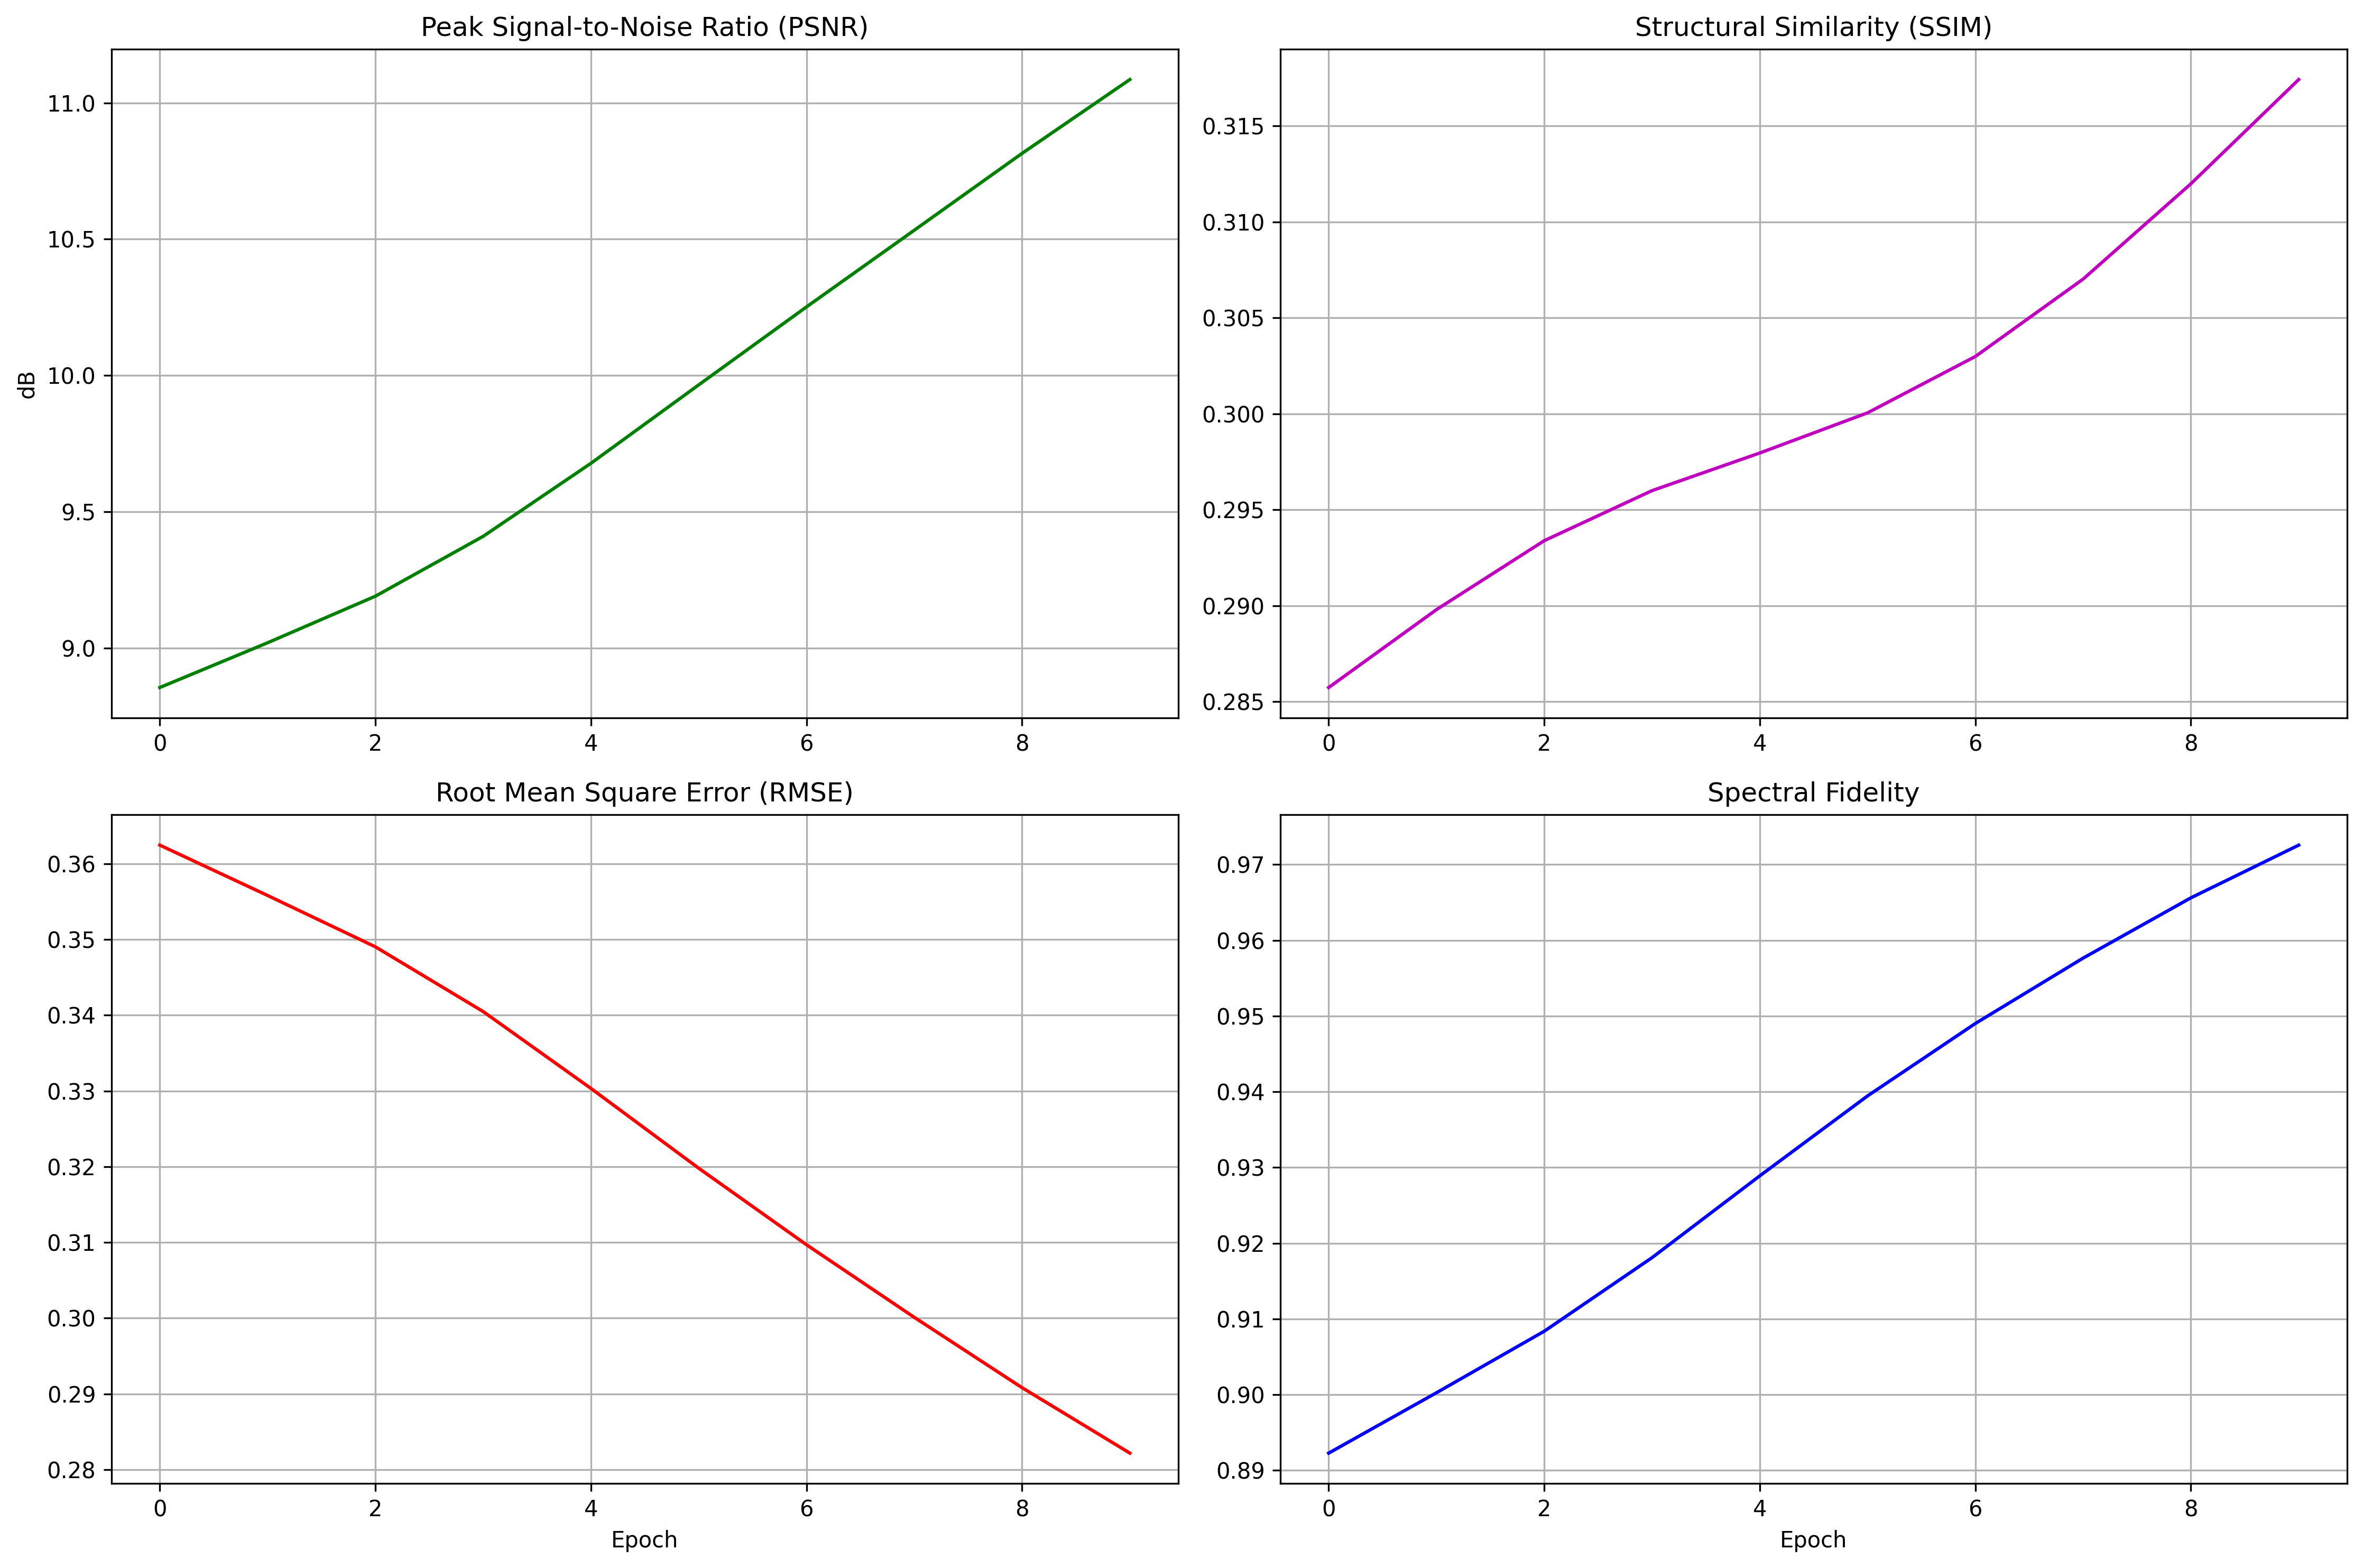 Peak Signal-to-Noise Ratio (PSNR)
11.0
10.5
10.0
9.5
9.0
dB
0 2 4 6 8
Structural Similarity (SSIM)
0.315
0.310
0.305
0.300
0.295
0.290
0.285
0 2 4 6 8
Root Mean Square Error (RMSE)
0.36
0.35
0.34
0.33
0.32
0.31
0.30
0.29
0.28
0 2 4 6 8
Epoch
Spectral Fidelity
0.97
0.96
0.95
0.94
0.93
0.92
0.91
0.90
0.89
0 2 4 6 8
Epoch